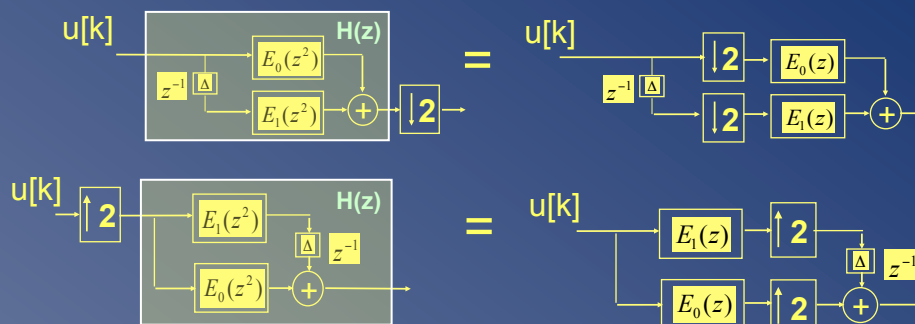 H(z)
u[k]
E₀(z²)
z⁻¹
Δ
E₁(z²)
+
↓2
=
u[k]
↓2
E₀(z)
z⁻¹
Δ
↓2
E₁(z)
+
u[k]
↑2
H(z)
E₁(z²)
Δ
z⁻¹
E₀(z²)
+
=
u[k]
E₁(z)
↑2
Δ
z⁻¹
E₀(z)
↑2
+